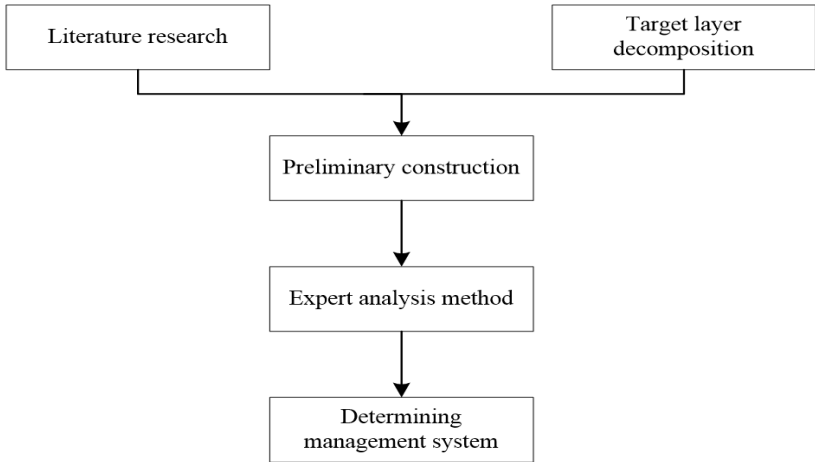 Literature research
Target layer
decomposition
Preliminary construction
Expert analysis method
Determining
management system